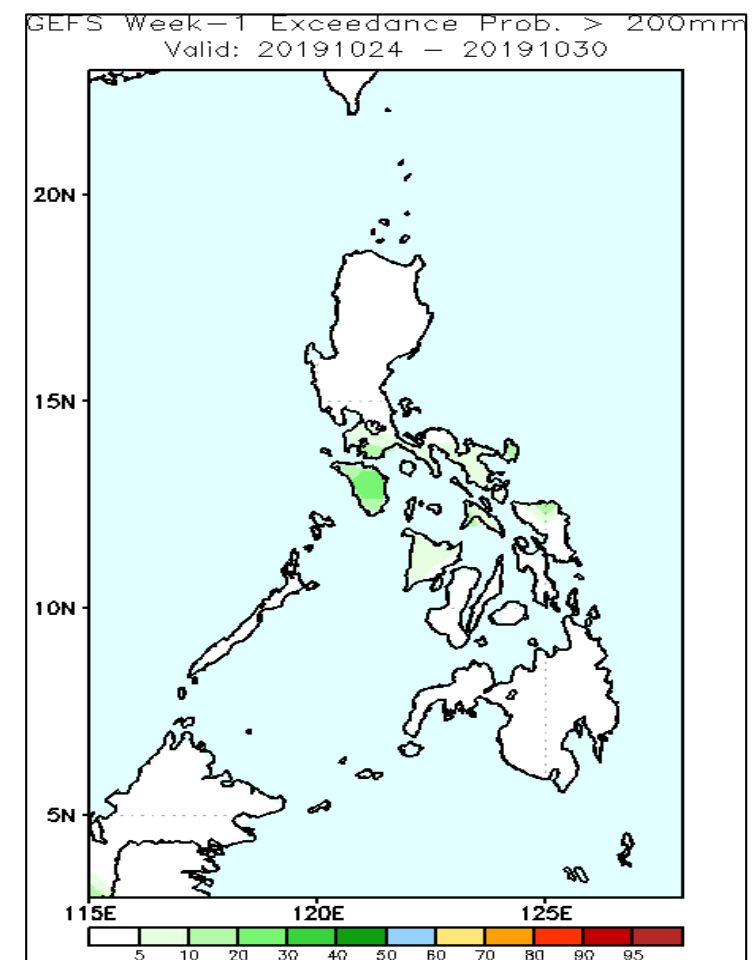 GEFS Week-1 Exceedance Prob. > 200mm
Valid: 20191024 - 20191030
20N
15N
10N
5N
115E 120E 125E
5 10 20 30 40 50 60 70 80 90 95